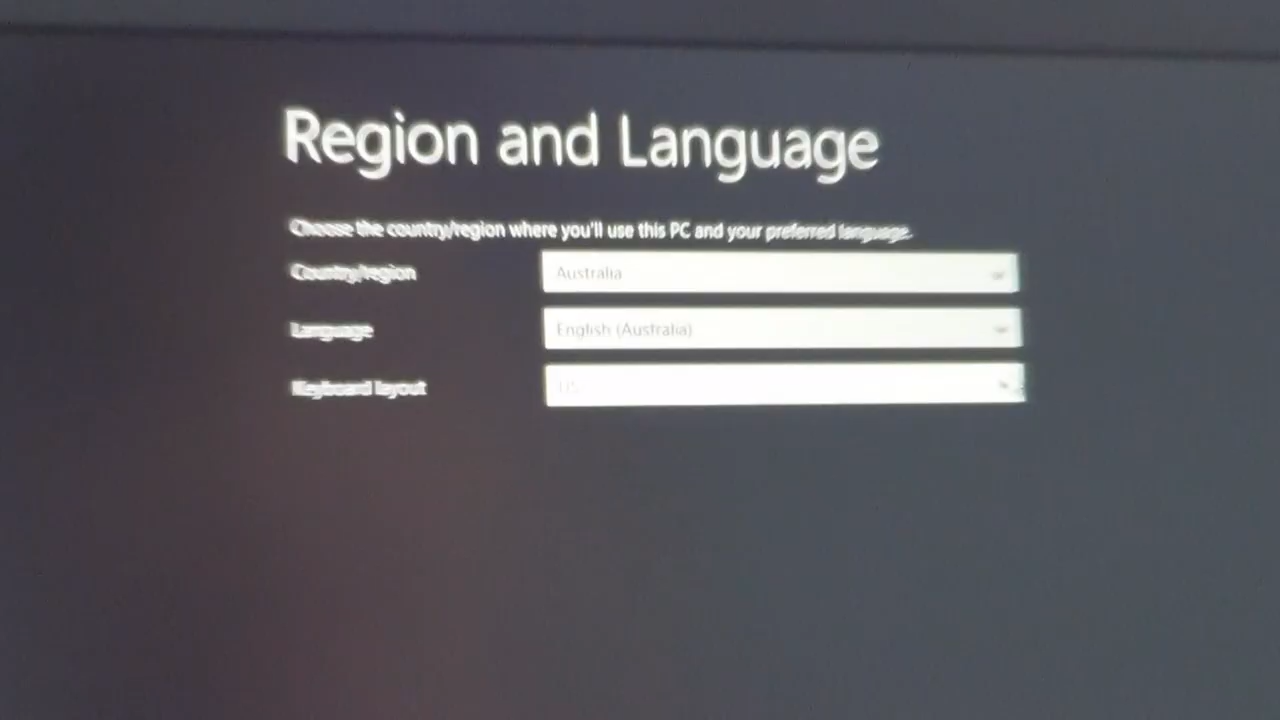 Region and Language
Choose the country/region where you'll use this PC and your preferred language.
Country/region
Australia
Language
English (Australia)
Keyboard layout
US